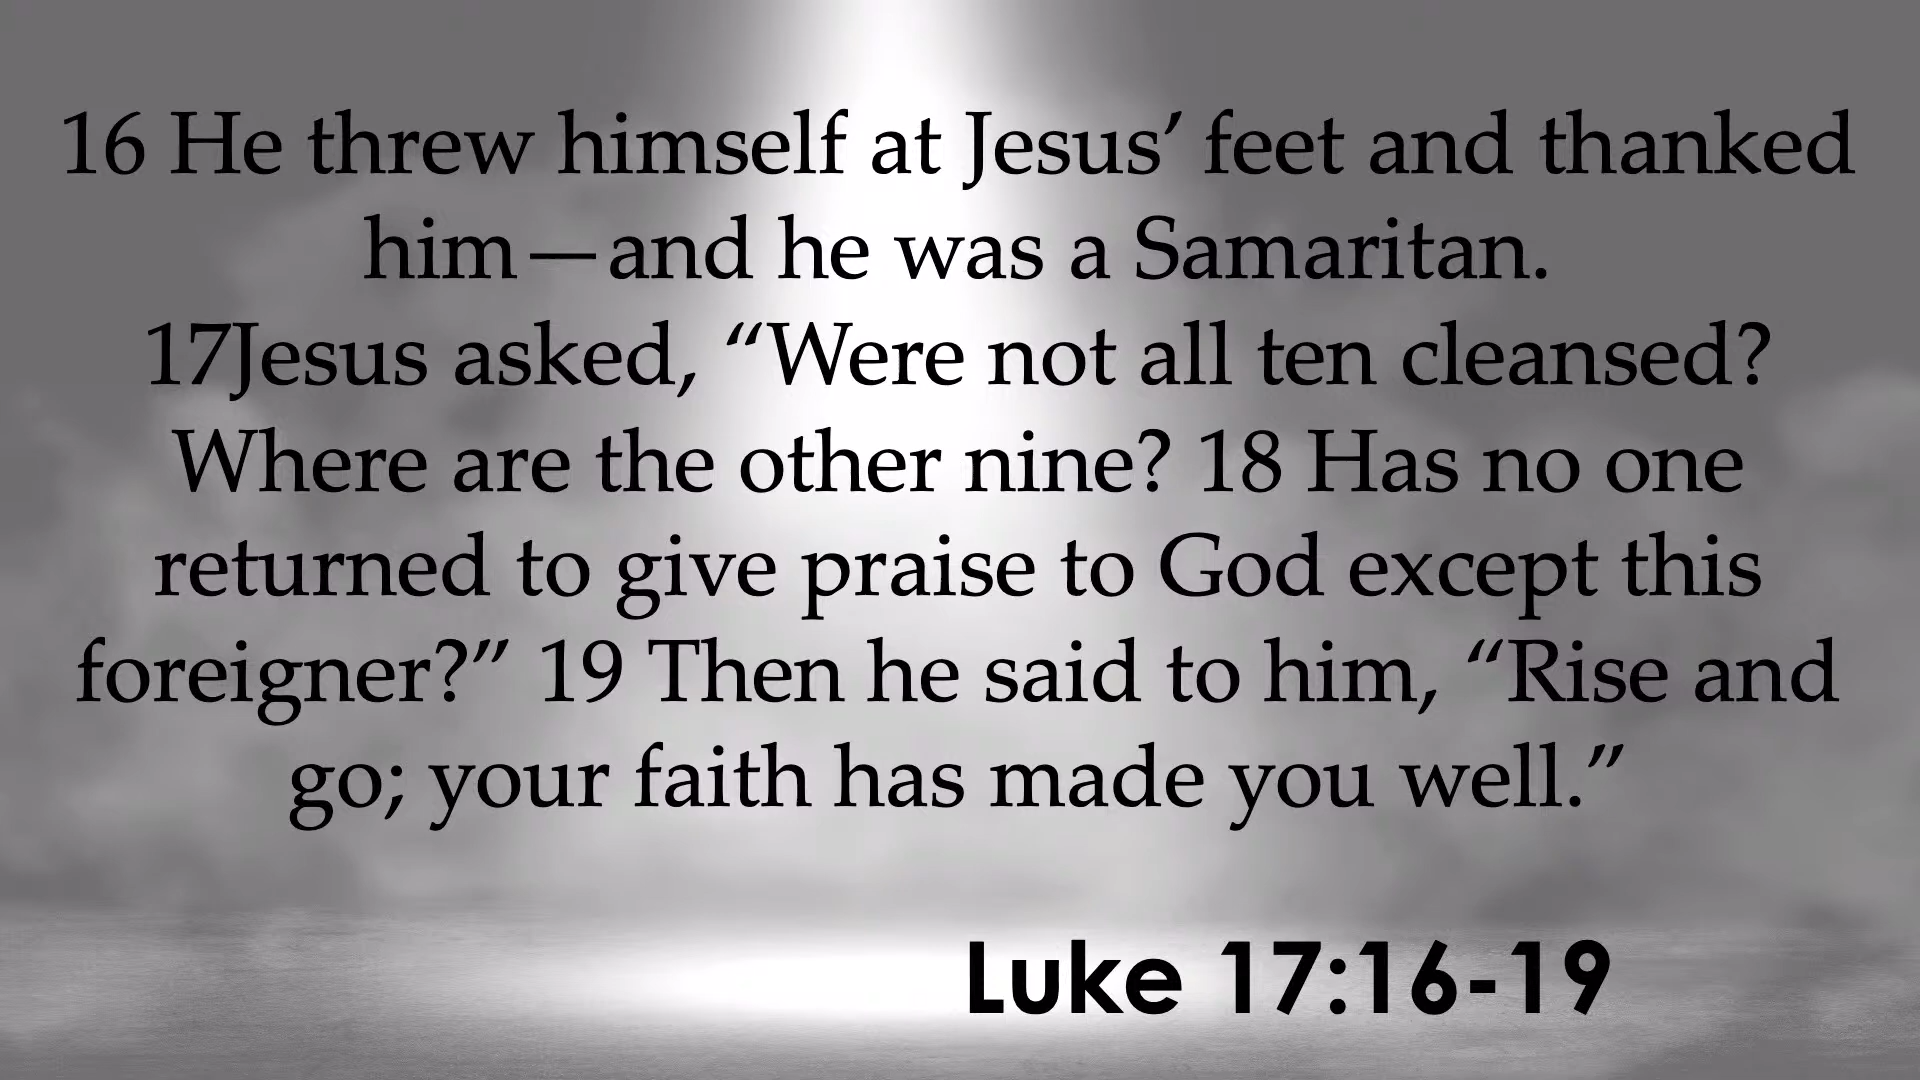 16 He threw himself at Jesus’ feet and thanked
him—and he was a Samaritan.
17Jesus asked, “Were not all ten cleansed?
Where are the other nine? 18 Has no one
returned to give praise to God except this
foreigner?” 19 Then he said to him, “Rise and
go; your faith has made you well.”
Luke 17:16-19